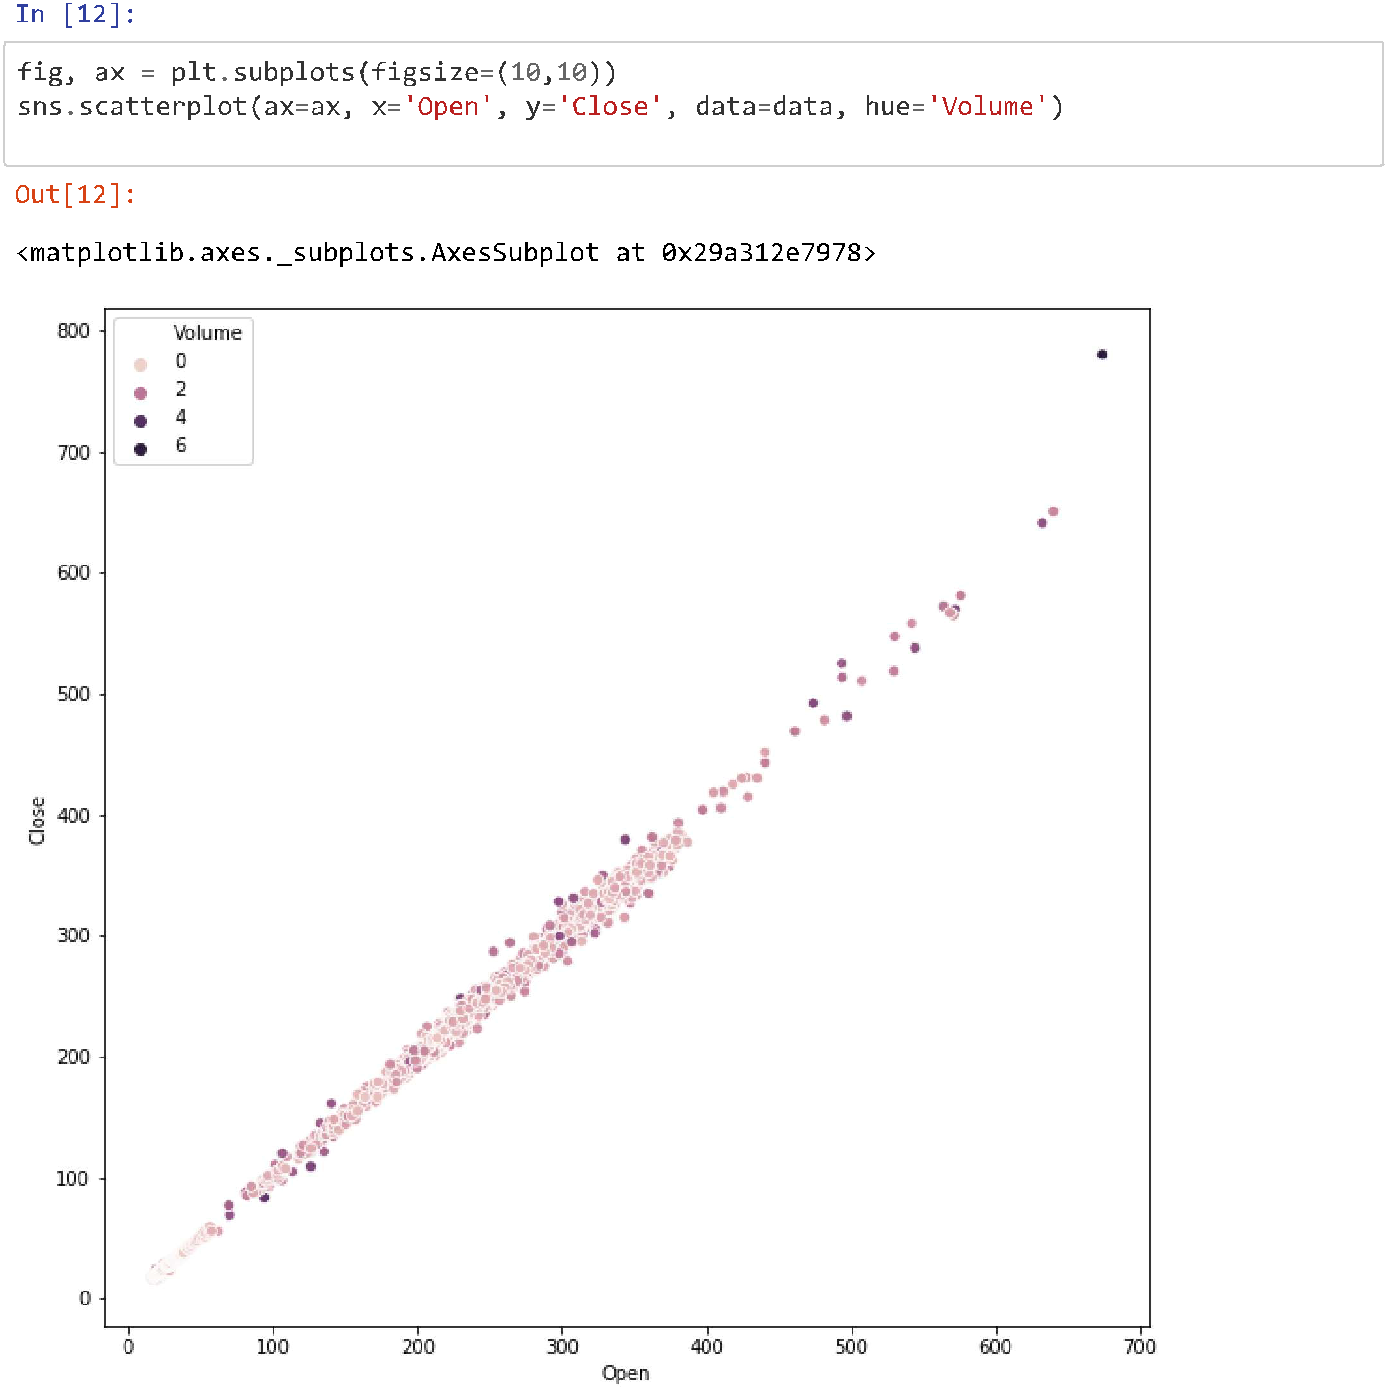 In [12]:
fig, ax = plt.subplots(figsize=(10,10))
sns.scatterplot(ax=ax, x='Open', y='Close', data=data, hue='Volume')
Out[12]:
<matplotlib.axes._subplots.AxesSubplot at 0x29a312e7978>
Volume
0
2
4
6
800
700
600
500
400
300
200
100
0
Close
0 100 200 300 400 500 600 700
Open